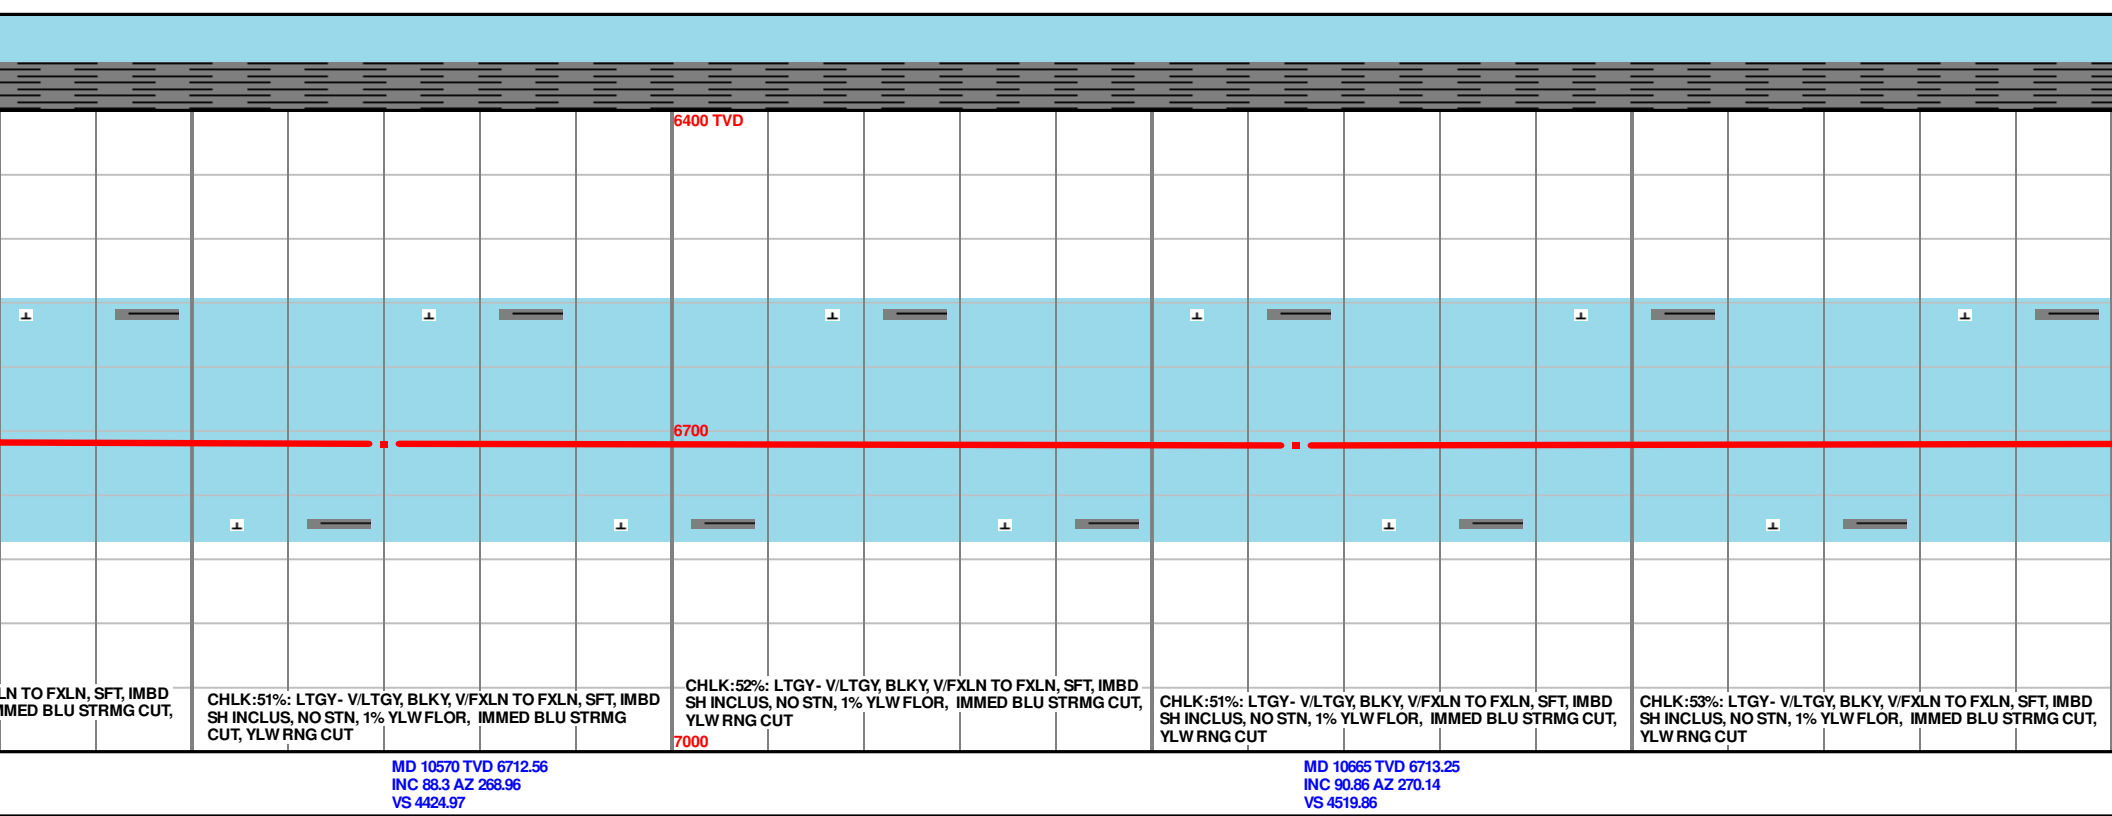 6400 TVD
6700
LN TO FXLN, SFT, IMBD
MMED BLU STRMG CUT,
CHLK:51%: LTGY- V/LTGY, BLKY, V/FXLN TO FXLN, SFT, IMBD
SH INCLUS, NO STN, 1% YLW FLOR, IMMED BLU STRMG
CUT, YLW RNG CUT
CHLK:52%: LTGY- V/LTGY, BLKY, V/FXLN TO FXLN, SFT, IMBD
SH INCLUS, NO STN, 1% YLW FLOR, IMMED BLU STRMG CUT,
YLW RNG CUT
CHLK:51%: LTGY- V/LTGY, BLKY, V/FXLN TO FXLN, SFT, IMBD
SH INCLUS, NO STN, 1% YLW FLOR, IMMED BLU STRMG CUT,
YLW RNG CUT
CHLK:53%: LTGY- V/LTGY, BLKY, V/FXLN TO FXLN, SFT, IMBD
SH INCLUS, NO STN, 1% YLW FLOR, IMMED BLU STRMG CUT,
YLW RNG CUT
7000
MD 10570 TVD 6712.56
INC 88.3 AZ 268.96
VS 4424.97
MD 10665 TVD 6713.25
INC 90.86 AZ 270.14
VS 4519.86